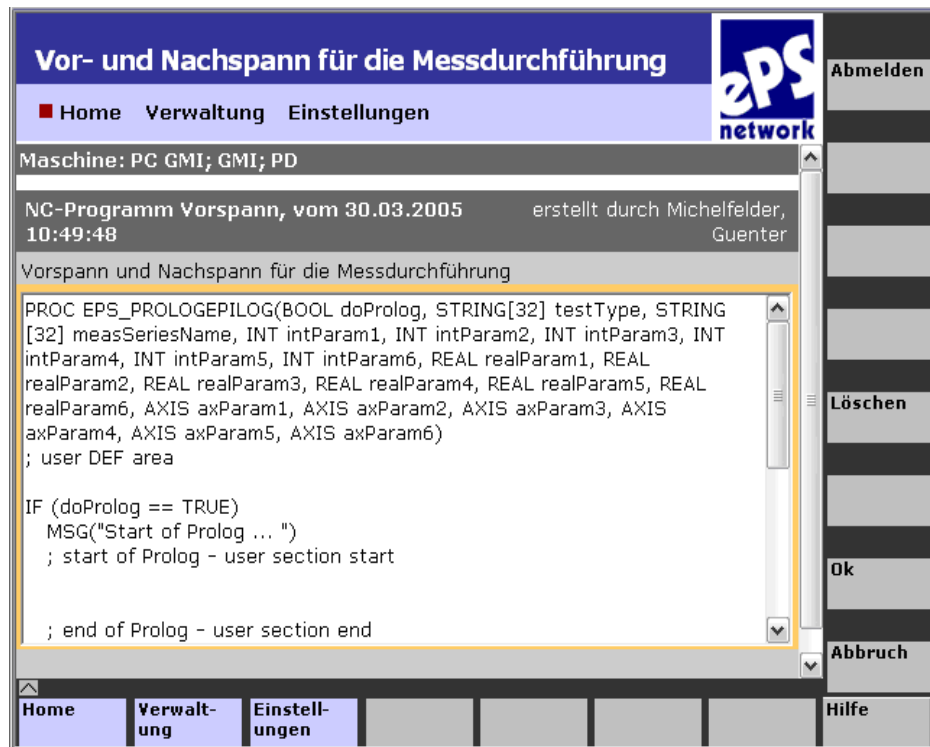 Vor- und Nachspann für die Messdurchführung
ePS
network
Home Verwaltung Einstellungen
Abmelden
Maschine: PC GMI; GMI; PD
NC-Programm Vorspann, vom 30.03.2005
10:49:48
erstellt durch Michelfelder,
Guenter
Vorspann und Nachspann für die Messdurchführung
PROC EPS_PROLOGEPILOG(BOOL doProlog, STRING[32] testType, STRING
[32] measSeriesName, INT intParam1, INT intParam2, INT intParam3, INT
intParam4, INT intParam5, INT intParam6, REAL realParam1, REAL
realParam2, REAL realParam3, REAL realParam4, REAL realParam5, REAL
realParam6, AXIS axParam1, AXIS axParam2, AXIS axParam3, AXIS
axParam4, AXIS axParam5, AXIS axParam6)
; user DEF area
IF (doProlog == TRUE)
MSG("Start of Prolog ... ")
; start of Prolog - user section start
; end of Prolog - user section end
Löschen
Ok
Abbruch
Home
Verwalt-
ung
Einstell-
ungen
Hilfe